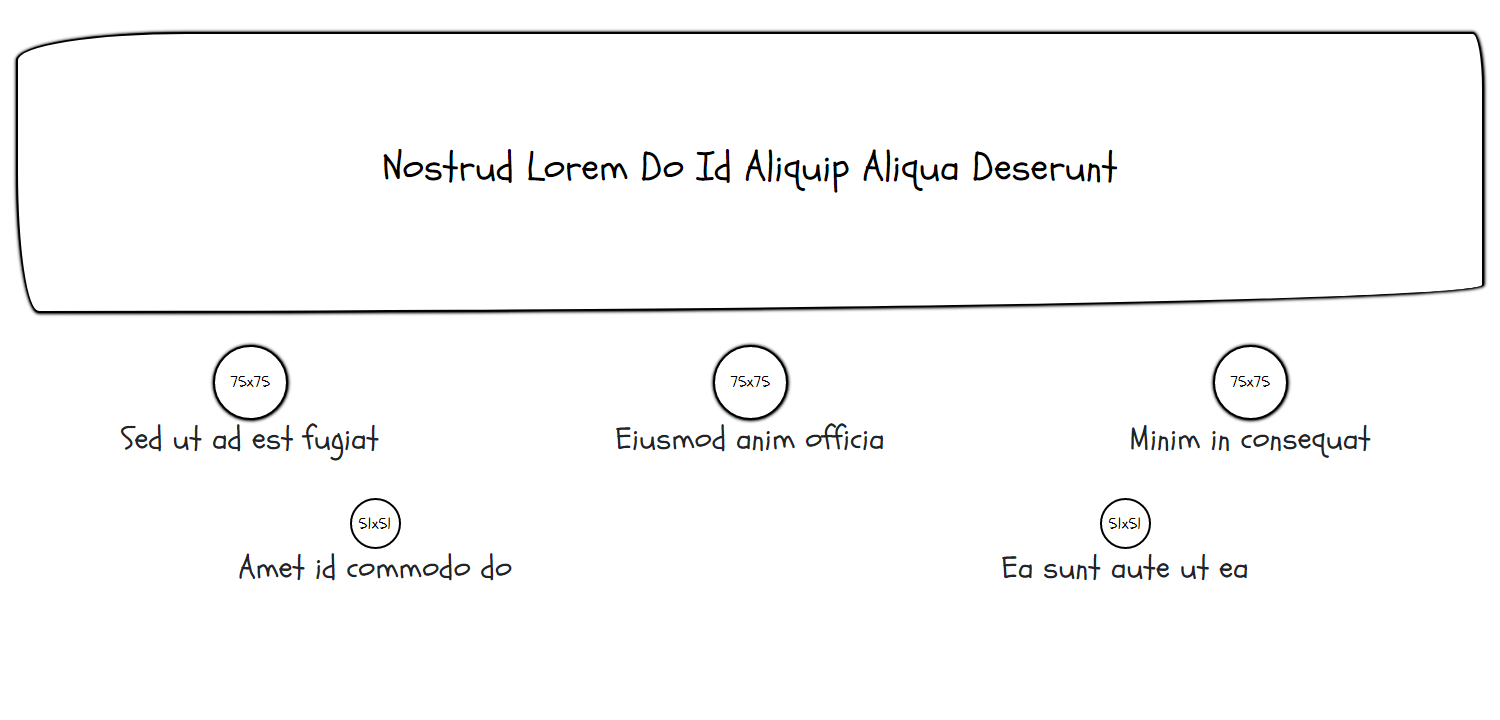 Nostrud Lorem Do Id Aliquip Aliqua Deserunt
75x75 75x75 75x75
Sed ut ad est fugiat Eiusmod anim officia Minim in consequat
51x51 51x51
Amet id commodo do Ea sunt aute ut ea